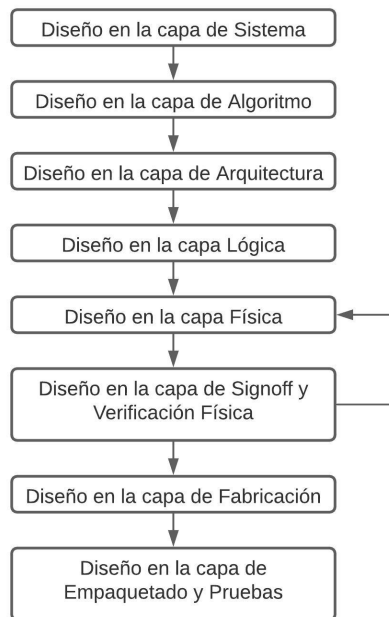 Diseño en la capa de Sistema
Diseño en la capa de Algoritmo
Diseño en la capa de Arquitectura
Diseño en la capa Lógica
Diseño en la capa Física
Diseño en la capa de Signoff y
Verificación Física
Diseño en la capa de Fabricación
Diseño en la capa de
Empaquetado y Pruebas